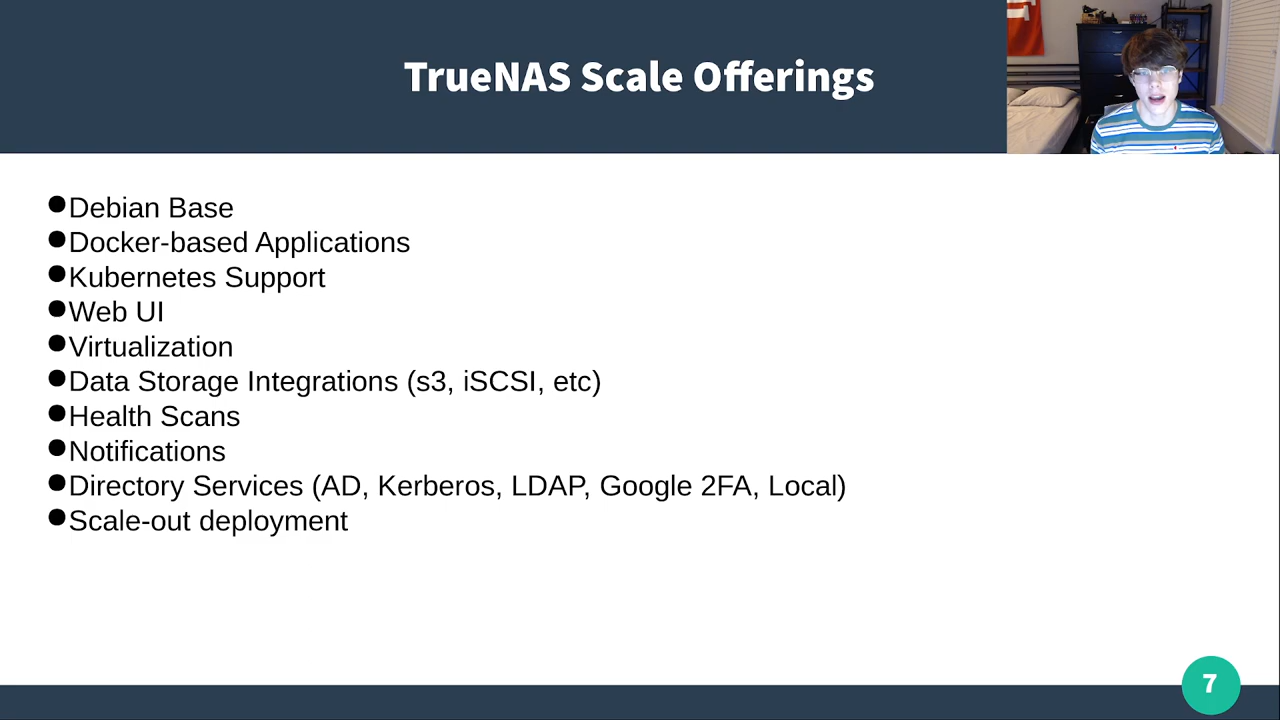 TrueNAS Scale Offerings
Debian Base
Docker-based Applications
Kubernetes Support
Web UI
Virtualization
Data Storage Integrations (s3, iSCSI, etc)
Health Scans
Notifications
Directory Services (AD, Kerberos, LDAP, Google 2FA, Local)
Scale-out deployment
7